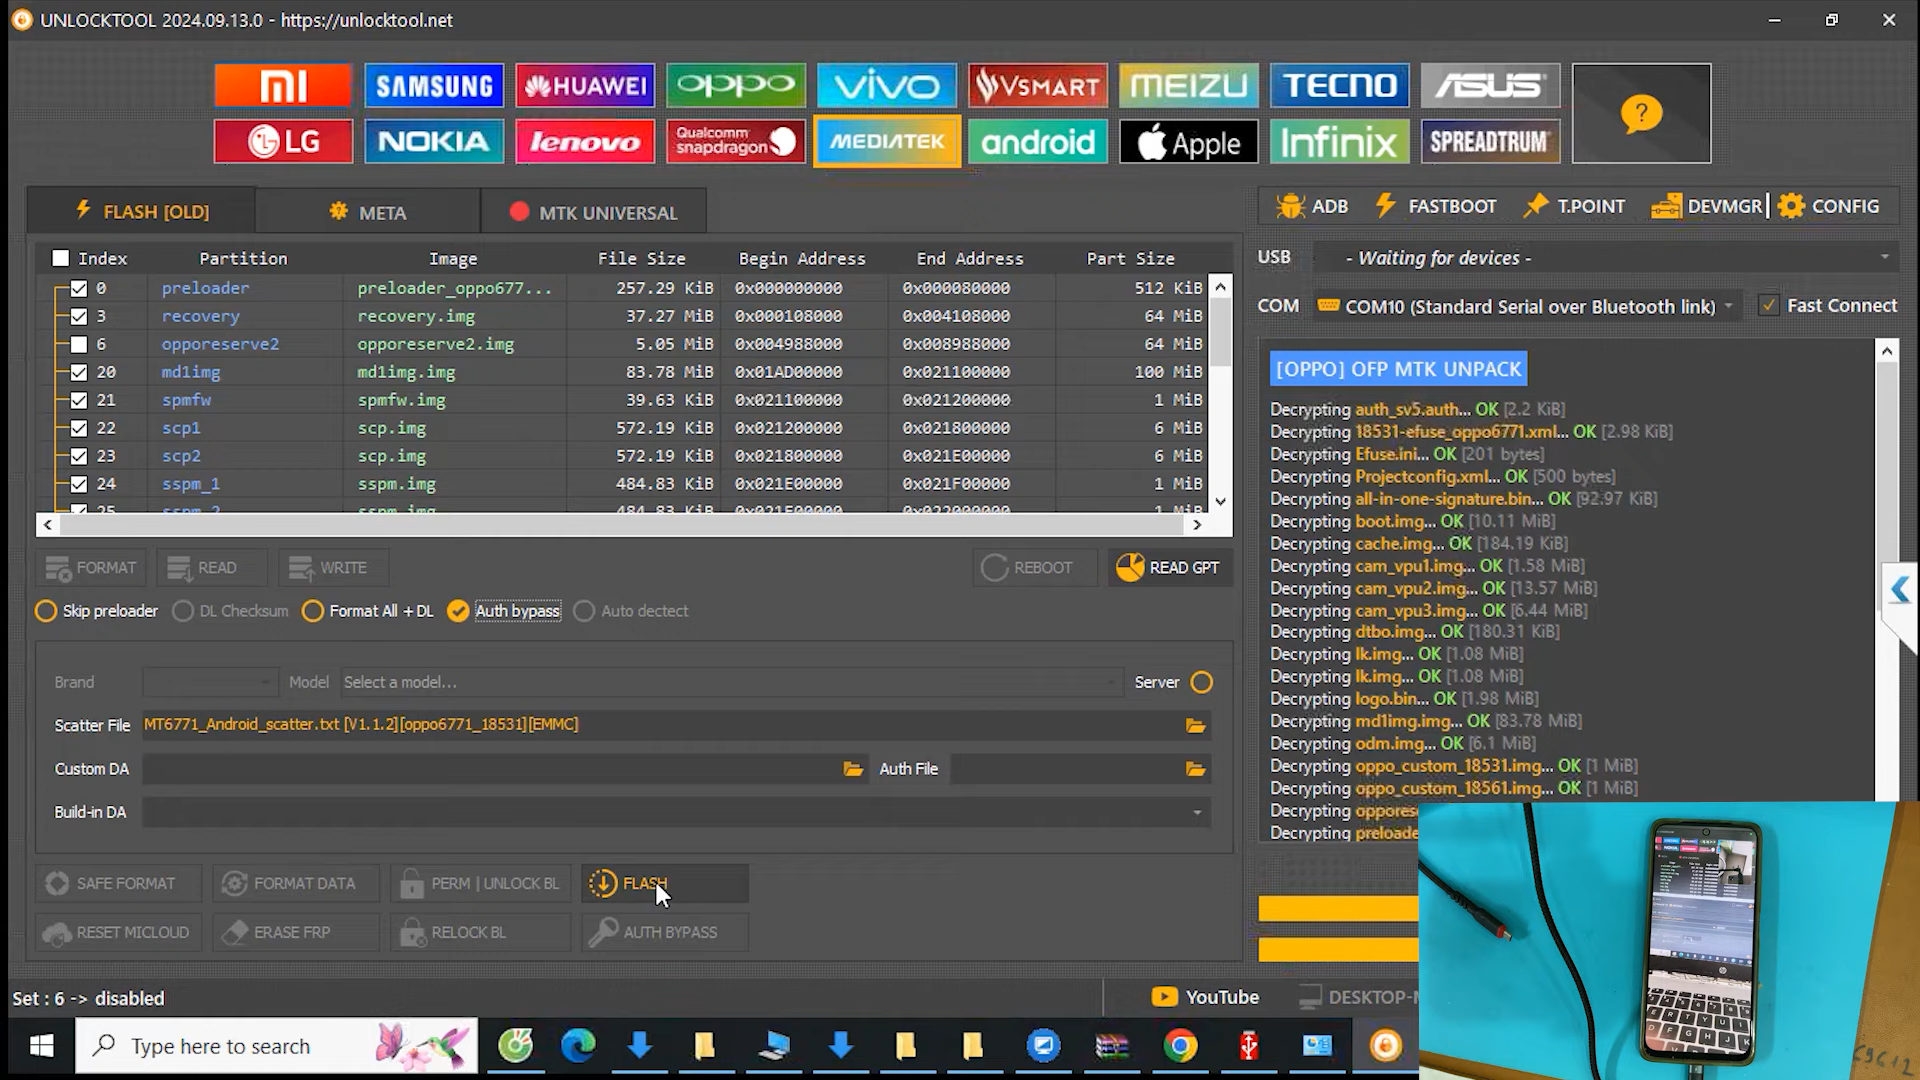 UNLOCKTOOL 2024.09.13.0 - https://unlocktool.net
MI SAMSUNG HUAWEI oppo vivo VSMART MEIZU TECNO ASUS ?
LG NOKIA lenovo Qualcomm snapdragon MEDIATEK android Apple Infinix SPREADTRUM
FLASH [OLD] META MTK UNIVERSAL
ADB FASTBOOT T.POINT DEVMGR CONFIG
USB - Waiting for devices -
COM COM10 (Standard Serial over Bluetooth link) Fast Connect
Index Partition Image File Size Begin Address End Address Part Size
0 preloader preloader_oppo677... 257.29 KiB 0x000000000 0x000080000 512 KiB
3 recovery recovery.img 37.27 MiB 0x000108000 0x004108000 64 MiB
6 opporeserve2 opporeserve2.img 5.05 MiB 0x004988000 0x008988000 64 MiB
20 md1img md1img.img 83.78 MiB 0x01AD00000 0x021100000 100 MiB
21 spmfw spmfw.img 39.63 KiB 0x021100000 0x021200000 1 MiB
22 scp1 scp.img 572.19 KiB 0x021200000 0x021800000 6 MiB
23 scp2 scp.img 572.19 KiB 0x021800000 0x021E00000 6 MiB
24 sspm_1 sspm.img 484.83 KiB 0x021E00000 0x021F00000 1 MiB
25 sspm_2 sspm.img 484.83 KiB 0x021F00000 0x022000000 1 MiB
FORMAT READ WRITE REBOOT READ GPT
Skip preloader DL Checksum Format All + DL Auth bypass Auto dectect
Brand Model Select a model... Server
Scatter File MT6771_Android_scatter.txt [V1.1.2][oppo6771_18531][EMMC]
Custom DA Auth File
Build-in DA
SAFE FORMAT FORMAT DATA PERM | UNLOCK BL FLASH
RESET MICLOUD ERASE FRP RELOCK BL AUTH BYPASS
[OPPO] OFP MTK UNPACK
Decrypting auth_sv5.auth... OK [2.2 KiB]
Decrypting 18531-efuse_oppo6771.xml... OK [2.98 KiB]
Decrypting Efuse.ini... OK [201 bytes]
Decrypting Projectconfig.xml... OK [500 bytes]
Decrypting all-in-one-signature.bin... OK [92.97 KiB]
Decrypting boot.img... OK [10.11 MiB]
Decrypting cache.img... OK [184.19 KiB]
Decrypting cam_vpu1.img... OK [1.58 MiB]
Decrypting cam_vpu2.img... OK [13.57 MiB]
Decrypting cam_vpu3.img... OK [6.44 MiB]
Decrypting dtbo.img... OK [180.31 KiB]
Decrypting lk.img... OK [1.08 MiB]
Decrypting lk.img... OK [1.08 MiB]
Decrypting logo.bin... OK [1.98 MiB]
Decrypting md1img.img... OK [83.78 MiB]
Decrypting odm.img... OK [6.1 MiB]
Decrypting oppo_custom_18531.img... OK [1 MiB]
Decrypting oppo_custom_18561.img... OK [1 MiB]
Decrypting oppores
Decrypting preloade
Set : 6 -> disabled
YouTube DESKTOP-
Type here to search